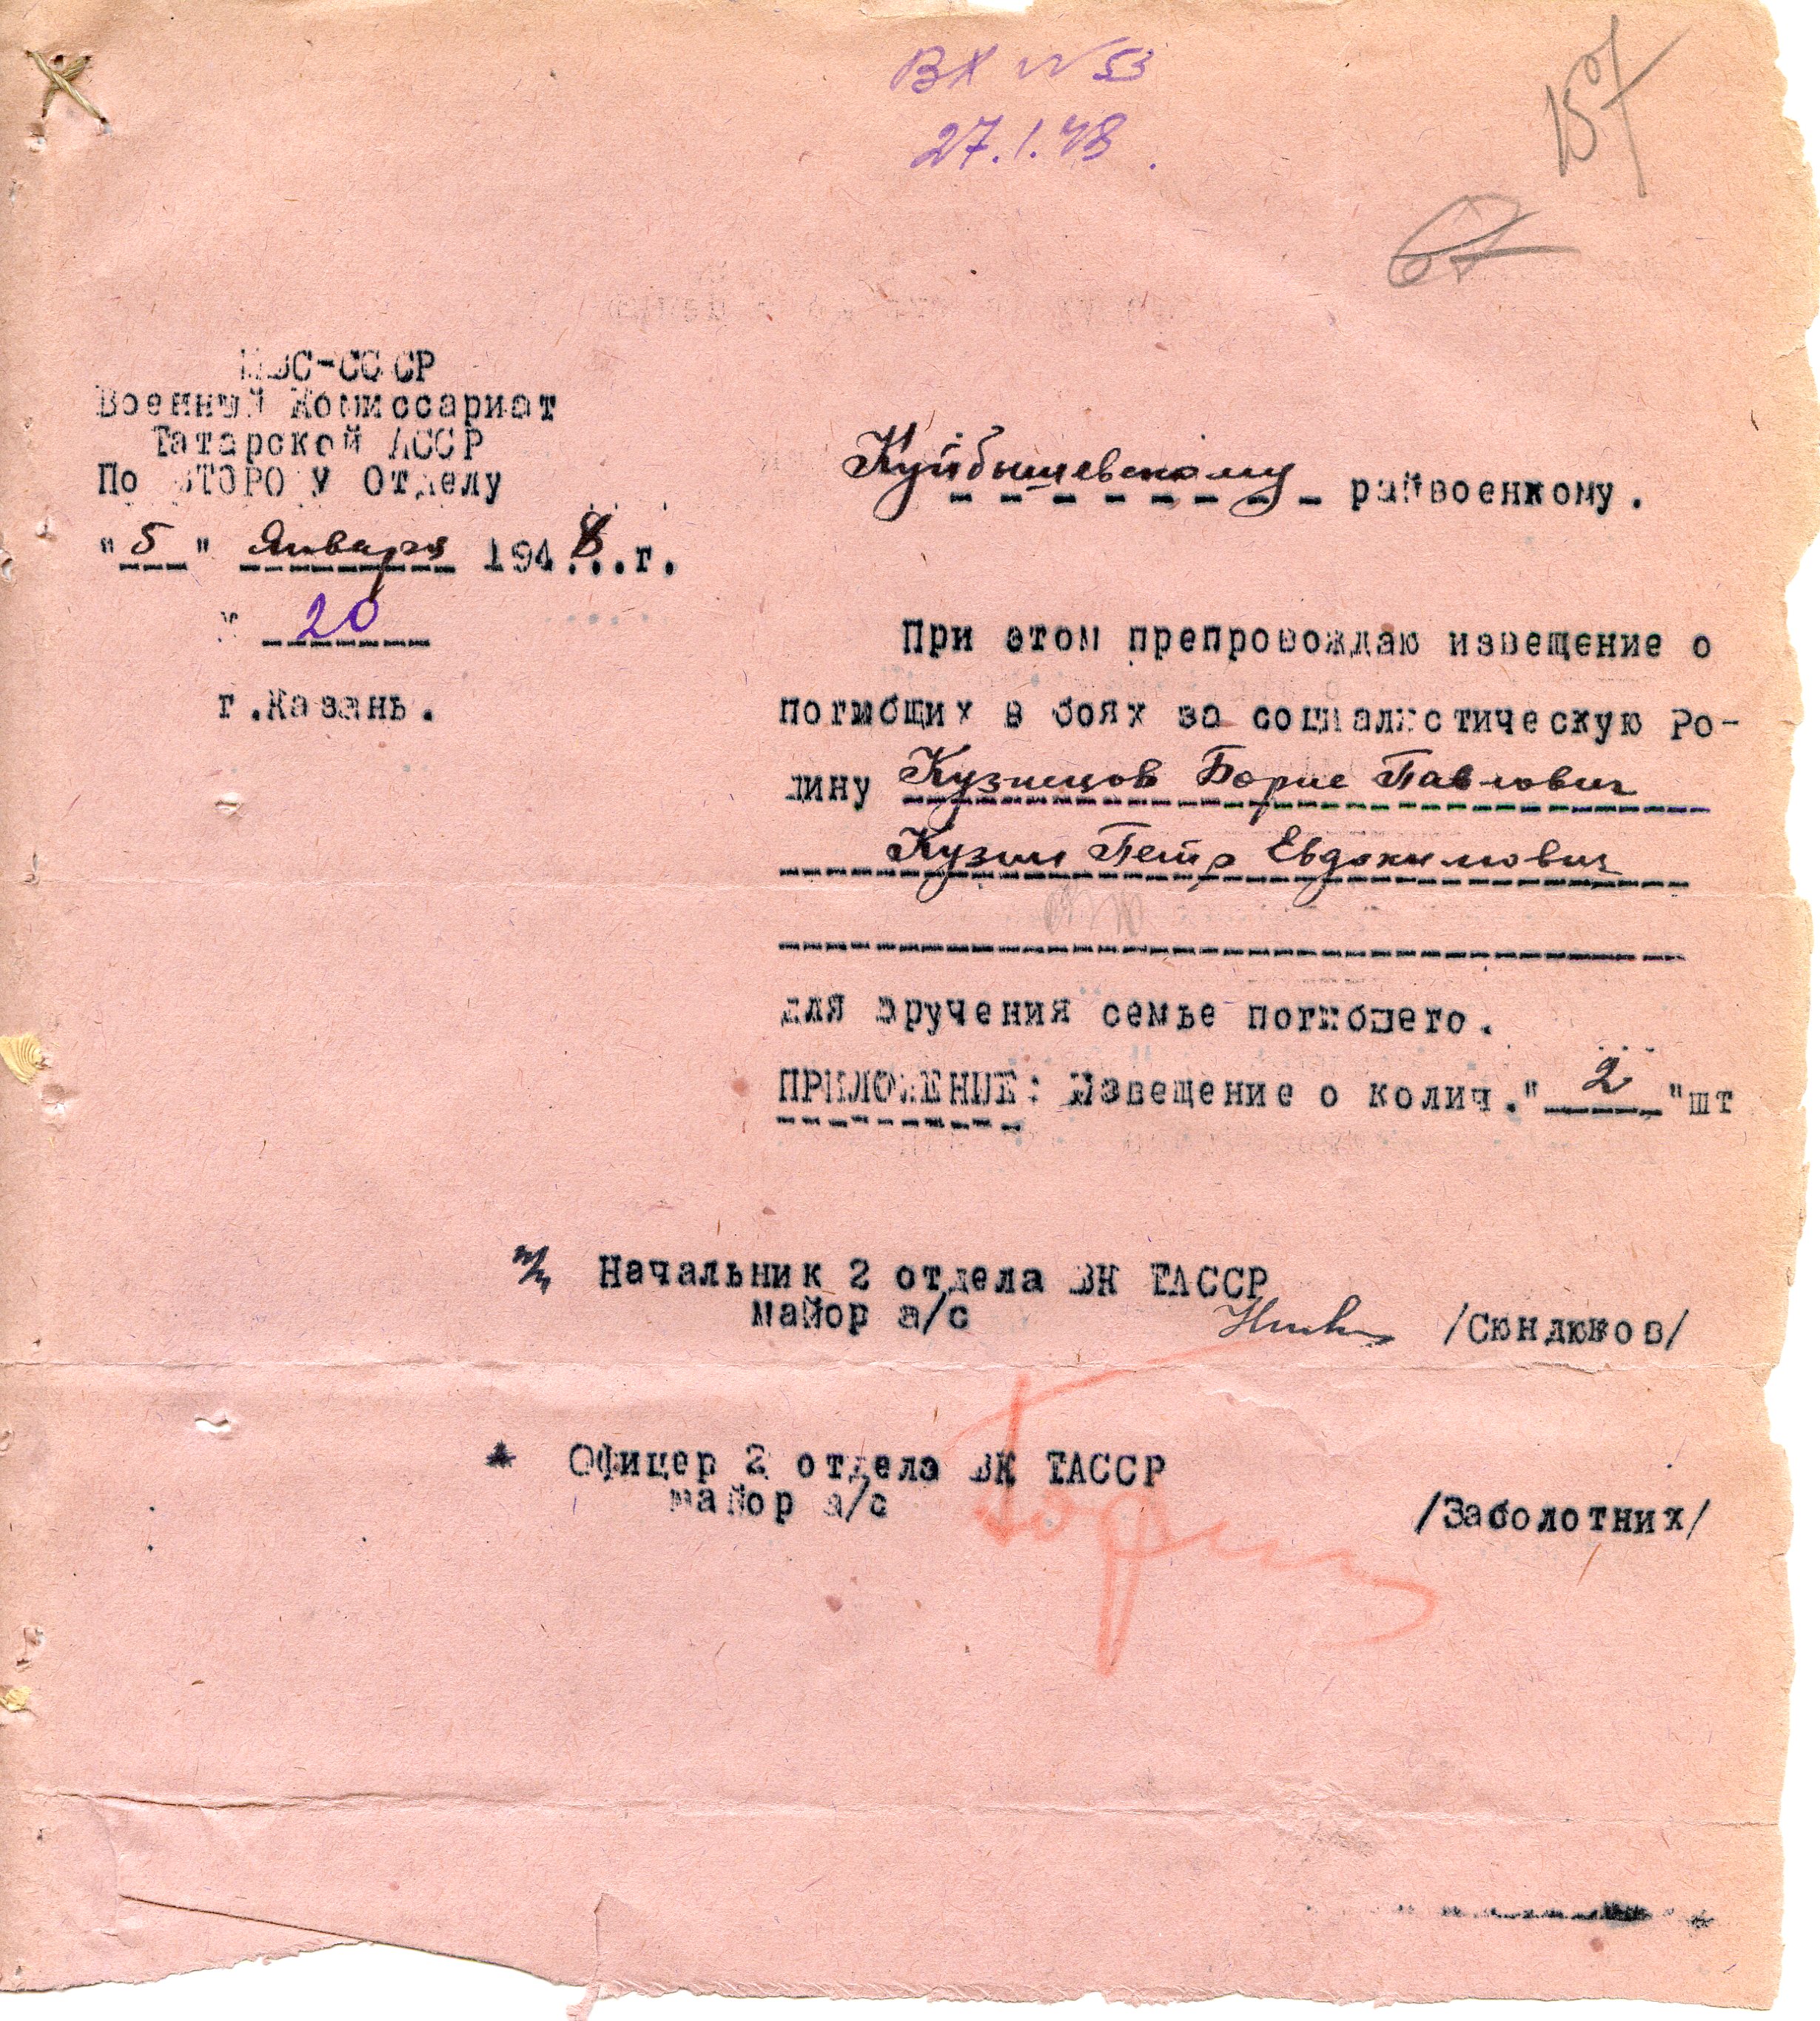 ВХ № 53
27.1.48.
157
МВС-СССР
Военный Комиссариат
Татарской АССР
По ВТОРОМУ Отделу
"5" Января 1948...г.
№ 20
г.Казань.
Куйбышевскому райвоенкому.
При этом препровождаю извещение о
погибщих в боях за социалистическую Ро-
дину Кузнецов Борис Павлович
Кузин Петр Евдокимович
для вручения семье погибшего.
ПРИЛОЖЕНИЕ: Извещение о колич."2"шт
п/п Начальник 2 отдела ВК ТАССР
майор а/с /Сюндюков/
Офицер 2 отдела ВК ТАССР
майор а/с /Заболотних/